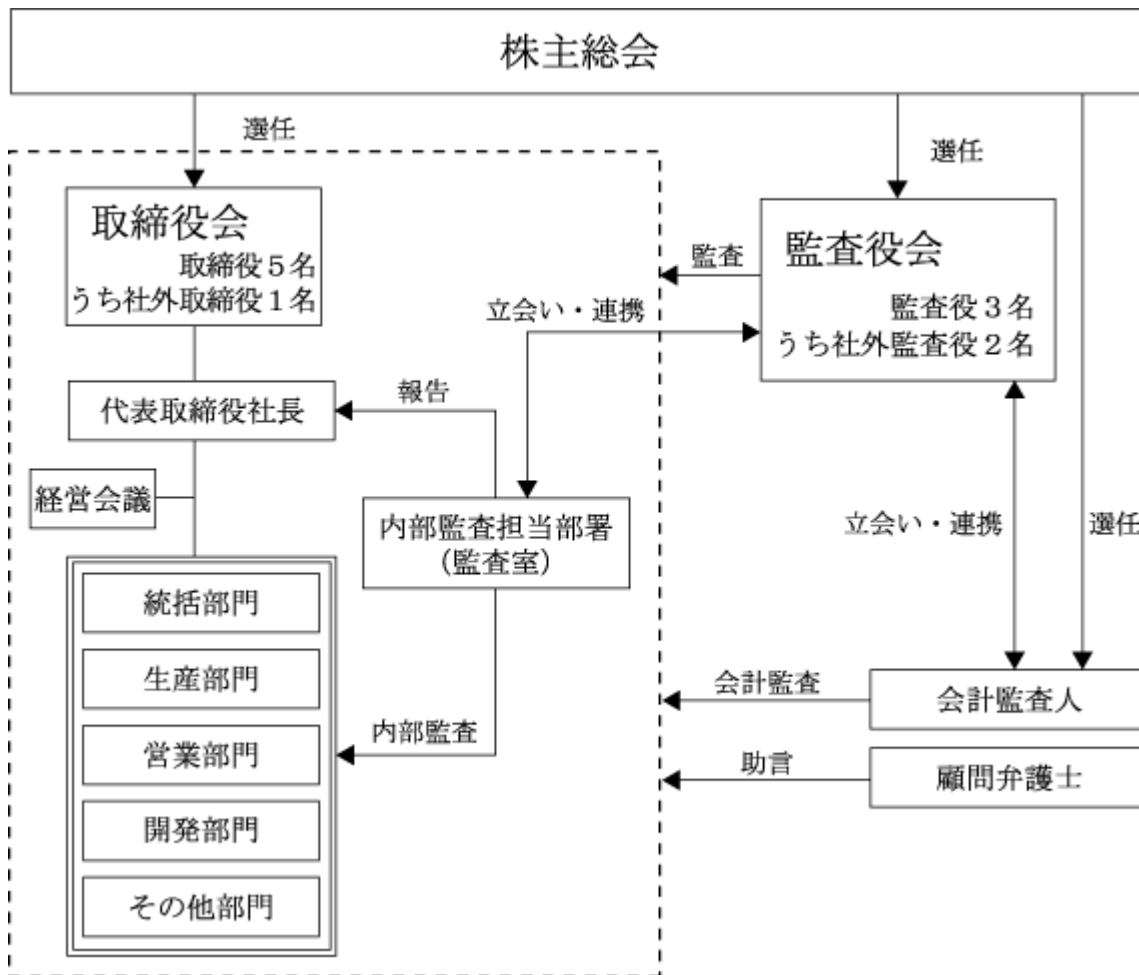 株主総会
選任
選任
取締役会
取締役5名
うち社外取締役1名
監査役会
監査役3名
うち社外監査役2名
監査
立会い・連携
代表取締役社長
報告
経営会議
内部監査担当部署
(監査室)
立会い・連携
選任
統括部門
生産部門
営業部門
開発部門
その他部門
内部監査
会計監査
会計監査人
助言
顧問弁護士